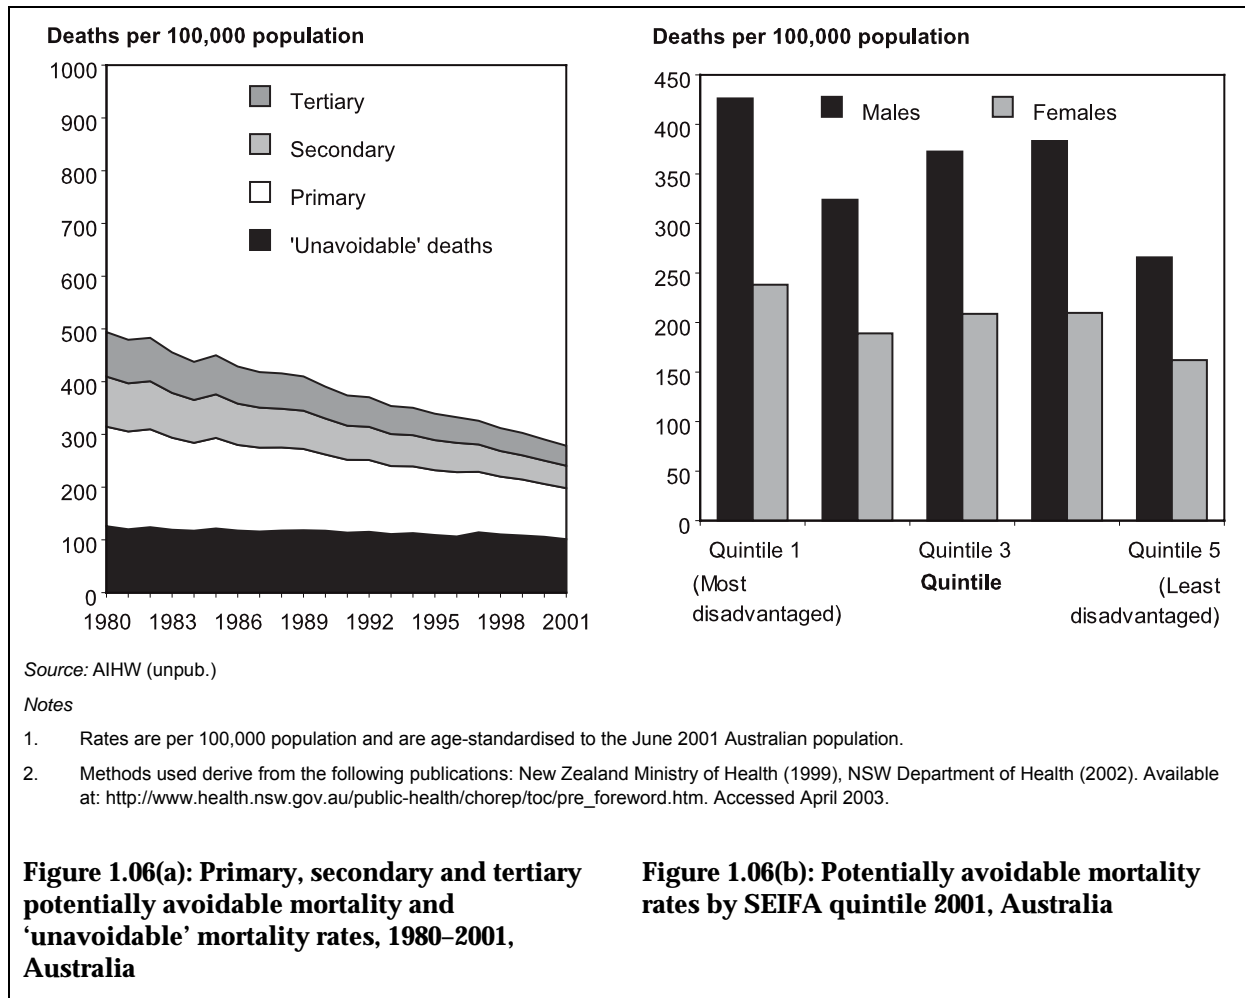 Deaths per 100,000 population
1000
900
800
700
600
500
400
300
200
100
0
Tertiary
Secondary
Primary
'Unavoidable' deaths
1980 1983 1986 1989 1992 1995 1998 2001
Deaths per 100,000 population
450
400
350
300
250
200
150
100
50
0
Males Females
Quintile 1 Quintile 3 Quintile 5
(Most Quintile (Least
disadvantaged) disadvantaged)
Source: AIHW (unpub.)
Notes
1. Rates are per 100,000 population and are age-standardised to the June 2001 Australian population.
2. Methods used derive from the following publications: New Zealand Ministry of Health (1999), NSW Department of Health (2002). Available
at: http://www.health.nsw.gov.au/public-health/chorep/toc/pre_foreword.htm. Accessed April 2003.
Figure 1.06(a): Primary, secondary and tertiary
potentially avoidable mortality and
‘unavoidable’ mortality rates, 1980–2001,
Australia
Figure 1.06(b): Potentially avoidable mortality
rates by SEIFA quintile 2001, Australia